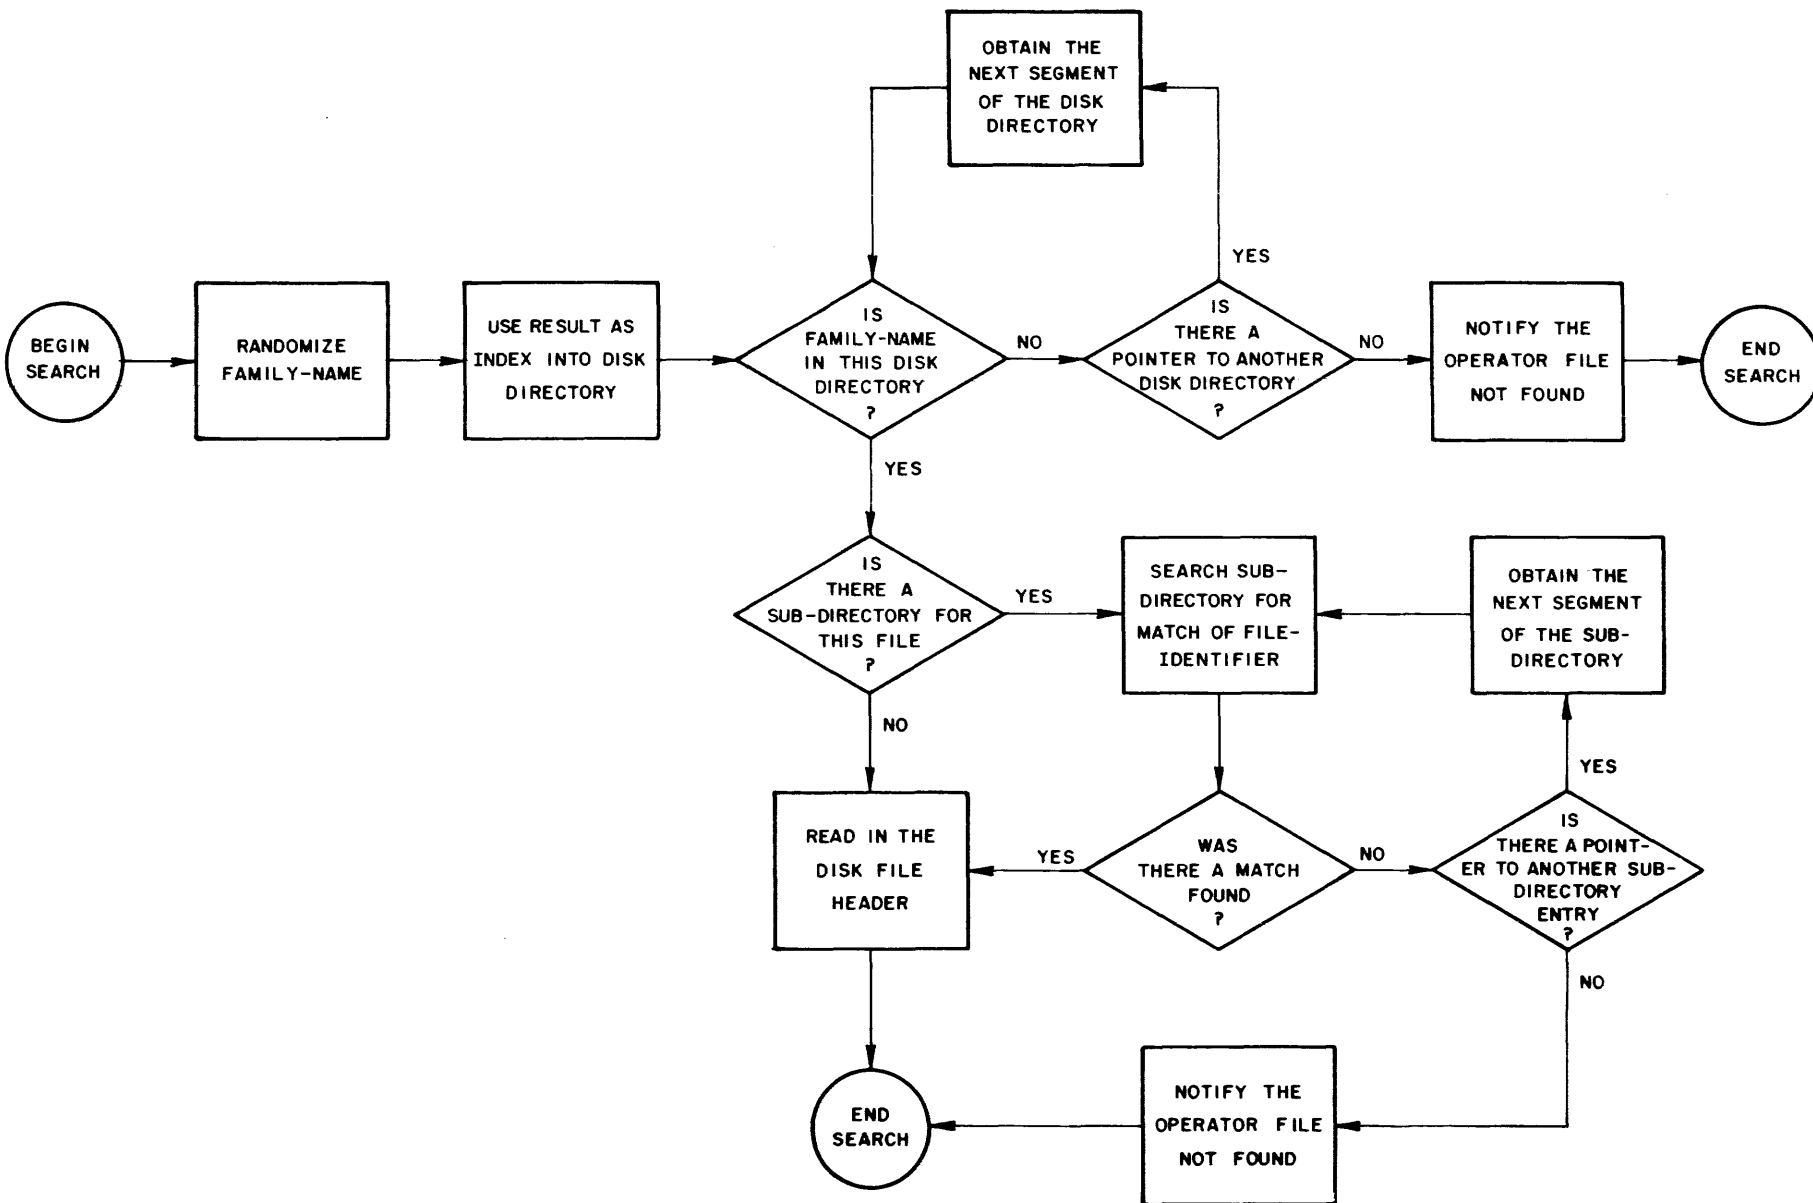 OBTAIN THE
NEXT SEGMENT
OF THE DISK
DIRECTORY
YES
BEGIN
SEARCH
RANDOMIZE
FAMILY-NAME
USE RESULT AS
INDEX INTO DISK
DIRECTORY
IS
FAMILY-NAME
IN THIS DISK
DIRECTORY
?
NO
IS
THERE A
POINTER TO ANOTHER
DISK DIRECTORY
?
NO
NOTIFY THE
OPERATOR FILE
NOT FOUND
END
SEARCH
YES
IS
THERE A
SUB-DIRECTORY FOR
THIS FILE
?
YES
SEARCH SUB-
DIRECTORY FOR
MATCH OF FILE-
IDENTIFIER
OBTAIN THE
NEXT SEGMENT
OF THE SUB-
DIRECTORY
NO
YES
READ IN THE
DISK FILE
HEADER
YES
WAS
THERE A MATCH
FOUND
?
NO
IS
THERE A POINT-
ER TO ANOTHER SUB-
DIRECTORY
ENTRY
?
NO
END
SEARCH
NOTIFY THE
OPERATOR FILE
NOT FOUND